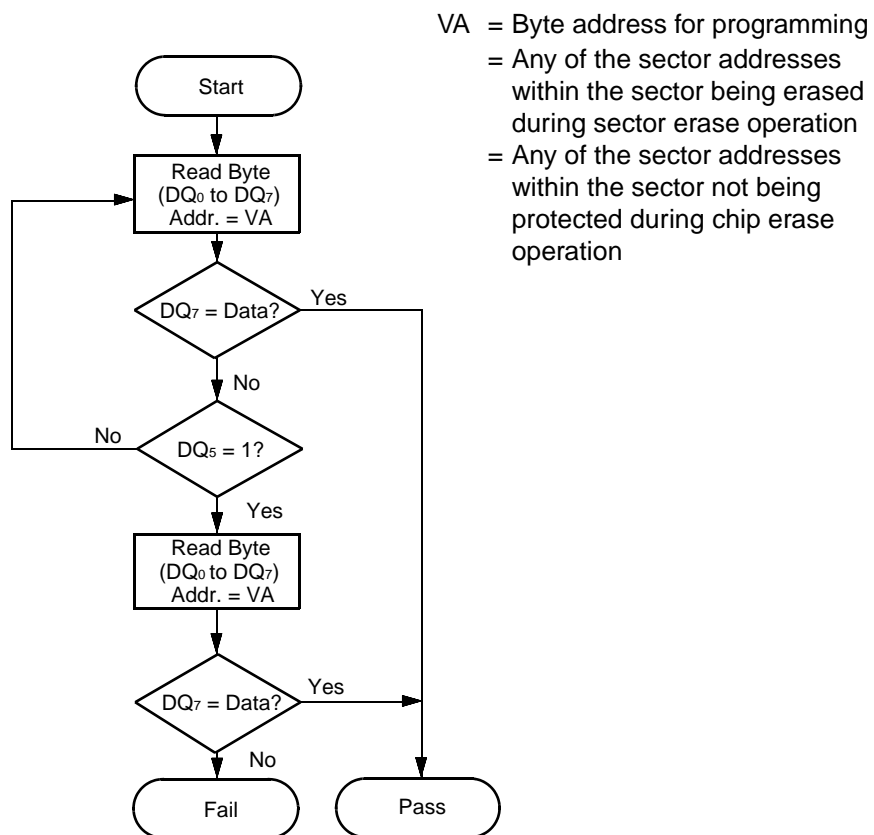 VA = Byte address for programming
= Any of the sector addresses
within the sector being erased
during sector erase operation
= Any of the sector addresses
within the sector not being
protected during chip erase
operation
Start
Read Byte
(DQ0 to DQ7)
Addr. = VA
DQ7 = Data?
Yes
No
DQ5 = 1?
No
Yes
Read Byte
(DQ0 to DQ7)
Addr. = VA
DQ7 = Data?
Yes
No
Fail
Pass